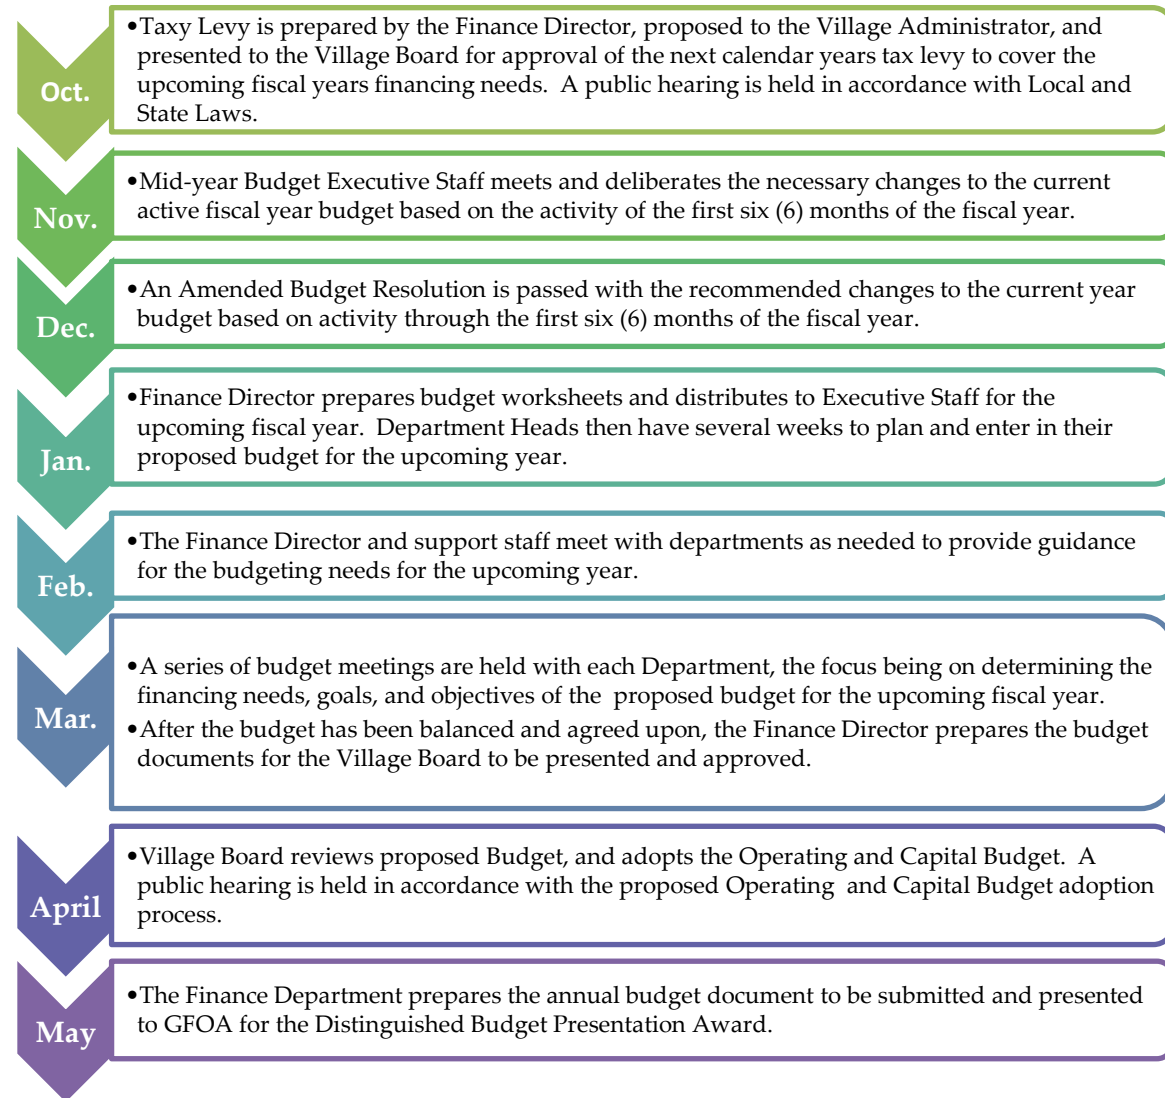 Oct.
•Taxy Levy is prepared by the Finance Director, proposed to the Village Administrator, and
presented to the Village Board for approval of the next calendar years tax levy to cover the
upcoming fiscal years financing needs.  A public hearing is held in accordance with Local and
State Laws.
Nov.
•Mid-year Budget Executive Staff meets and deliberates the necessary changes to the current
active fiscal year budget based on the activity of the first six (6) months of the fiscal year.
Dec.
•An Amended Budget Resolution is passed with the recommended changes to the current year
budget based on activity through the first six (6) months of the fiscal year.
Jan.
•Finance Director prepares budget worksheets and distributes to Executive Staff for the
upcoming fiscal year.  Department Heads then have several weeks to plan and enter in their
proposed budget for the upcoming year.
Feb.
•The Finance Director and support staff meet with departments as needed to provide guidance
for the budgeting needs for the upcoming year.
Mar.
•A series of budget meetings are held with each Department, the focus being on determining the
financing needs, goals, and objectives of the  proposed budget for the upcoming fiscal year.
•After the budget has been balanced and agreed upon, the Finance Director prepares the budget
documents for the Village Board to be presented and approved.
April
•Village Board reviews proposed Budget, and adopts the Operating and Capital Budget.  A
public hearing is held in accordance with the proposed Operating  and Capital Budget adoption
process.
May
•The Finance Department prepares the annual budget document to be submitted and presented
to GFOA for the Distinguished Budget Presentation Award.